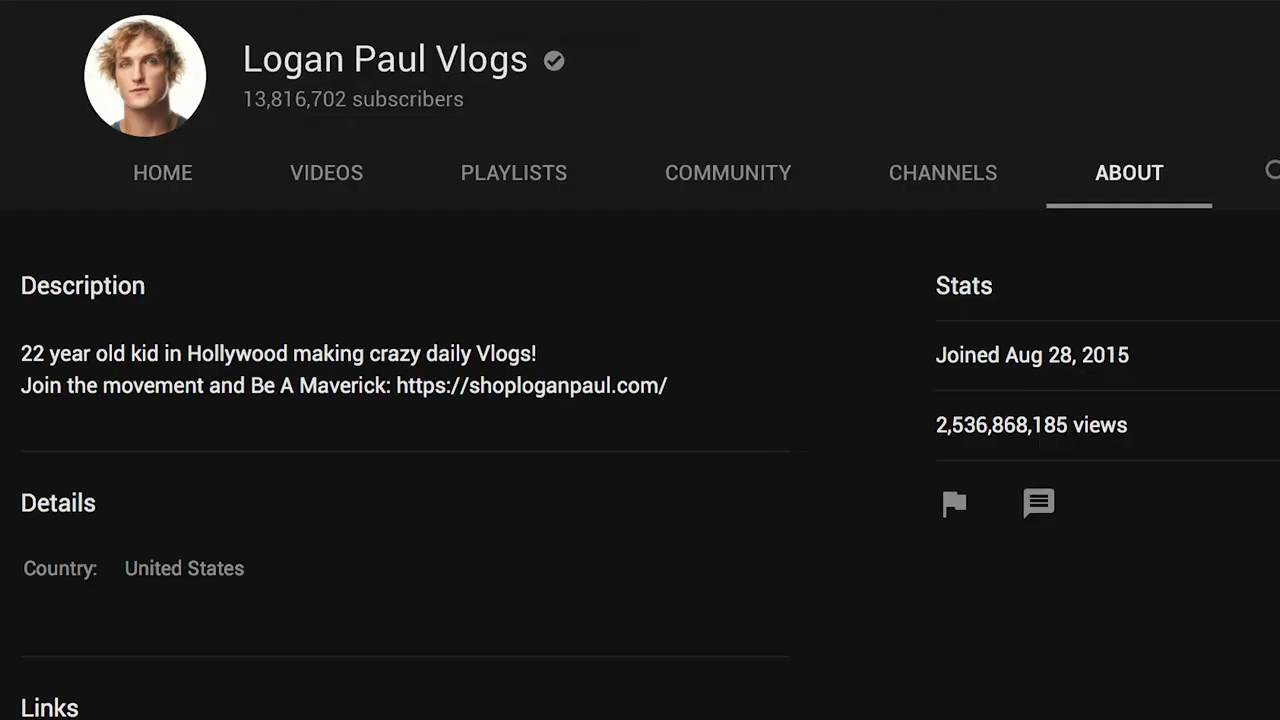 Logan Paul Vlogs
13,816,702 subscribers
HOME VIDEOS PLAYLISTS COMMUNITY CHANNELS ABOUT
Description
22 year old kid in Hollywood making crazy daily Vlogs!
Join the movement and Be A Maverick: https://shoploganpaul.com/
Stats
Joined Aug 28, 2015
2,536,868,185 views
Details
Country: United States
Links